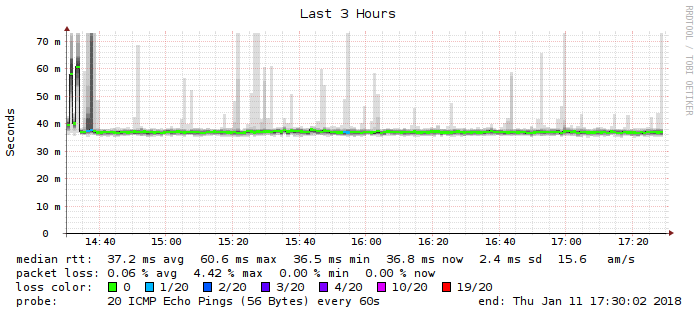 Last 3 Hours
RRDTOOL / TOBI OETIKER
Seconds
70 m
60 m
50 m
40 m
30 m
20 m
10 m
0
14:40 15:00 15:20 15:40 16:00 16:20 16:40 17:00 17:20
median rtt: 37.2 ms avg 60.6 ms max 36.5 ms min 36.8 ms now 2.4 ms sd 15.6 am/s
packet loss: 0.06 % avg 4.42 % max 0.00 % min 0.00 % now
loss color: 0 1/20 2/20 3/20 4/20 10/20 19/20
probe: 20 ICMP Echo Pings (56 Bytes) every 60s end: Thu Jan 11 17:30:02 2018